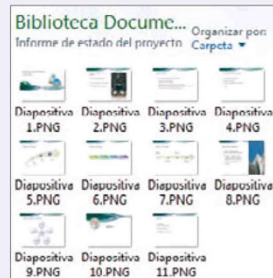 Biblioteca Docume... Organizar por:
Informe de estado del proyecto Carpeta
Diapositiva 1.PNG
Diapositiva 2.PNG
Diapositiva 3.PNG
Diapositiva 4.PNG
Diapositiva 5.PNG
Diapositiva 6.PNG
Diapositiva 7.PNG
Diapositiva 8.PNG
Diapositiva 9.PNG
Diapositiva 10.PNG
Diapositiva 11.PNG